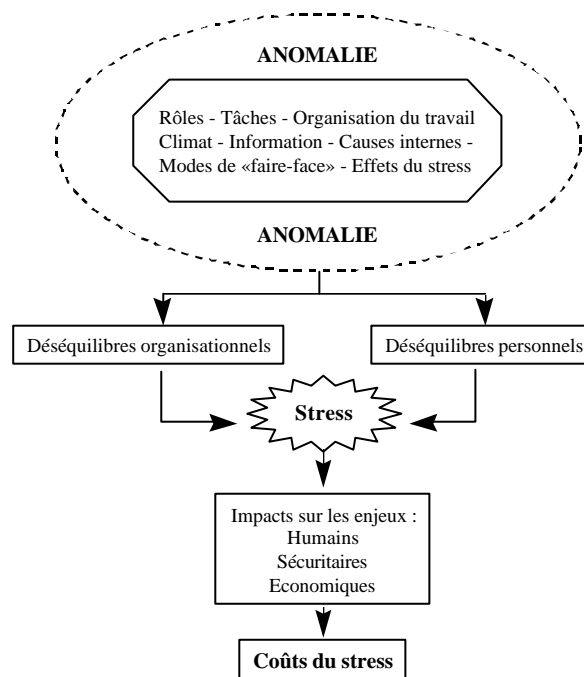 ANOMALIE
Rôles - Tâches - Organisation du travail
Climat - Information - Causes internes -
Modes de «faire-face» - Effets du stress
ANOMALIE
Déséquilibres organisationnels
Déséquilibres personnels
Stress
Impacts sur les enjeux :
Humains
Sécuritaires
Economiques
Coûts du stress